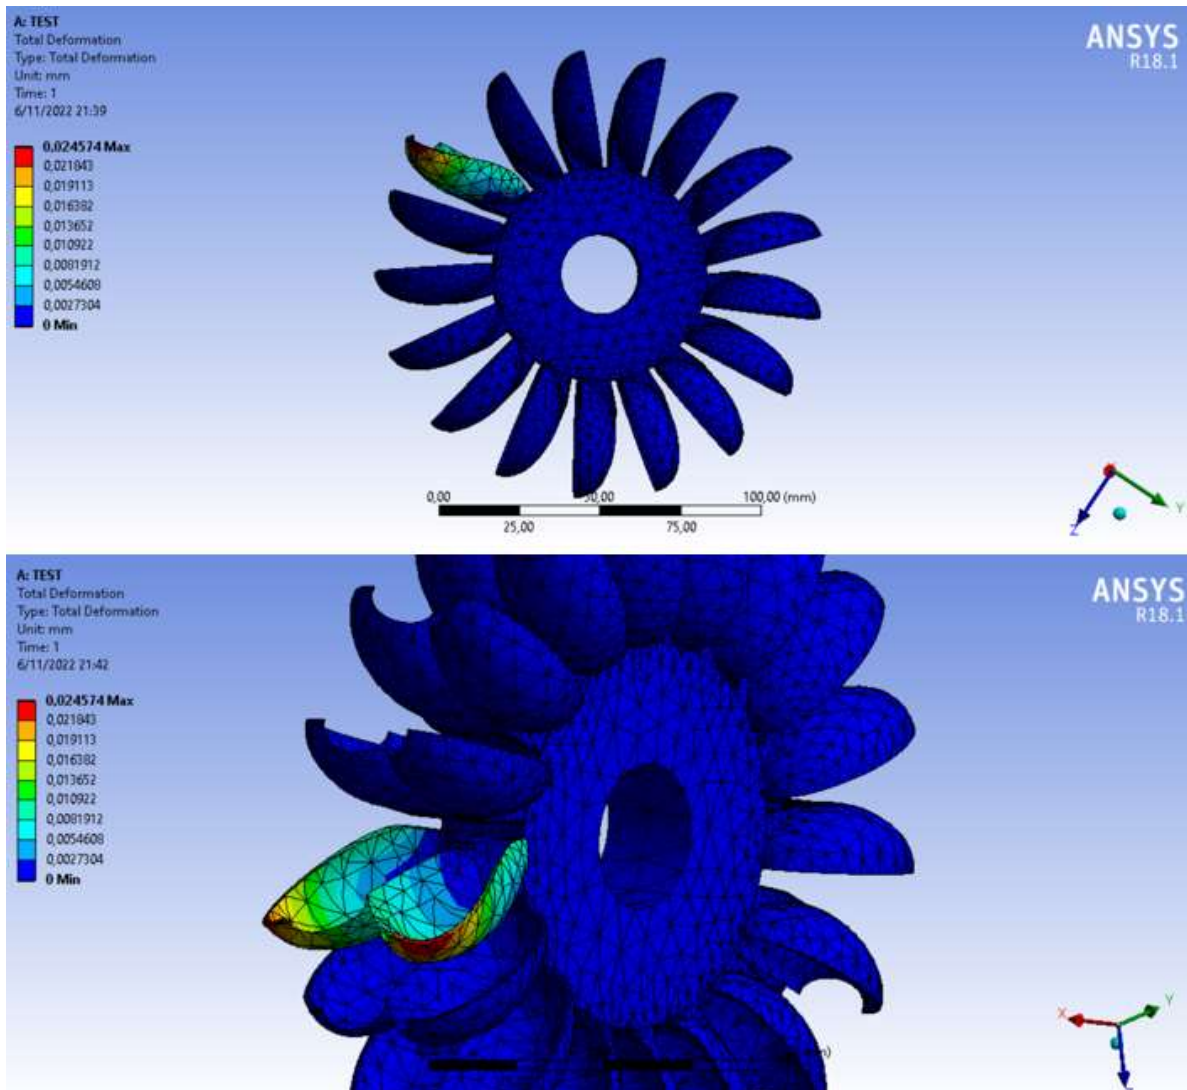 A: TEST
Total Deformation
Type: Total Deformation
Unit: mm
Time: 1
6/11/2022 21:39
0,024574 Max
0,021843
0,019113
0,016382
0,013652
0,010922
0,0081912
0,0054608
0,0027304
0 Min
ANSYS
R18.1
0,00
50,00
100,00 (mm)
25,00
75,00
Y
Z
A: TEST
Total Deformation
Type: Total Deformation
Unit: mm
Time: 1
6/11/2022 21:42
0,024574 Max
0,021843
0,019113
0,016382
0,013652
0,010922
0,0081912
0,0054608
0,0027304
0 Min
ANSYS
R18.1
X
Y